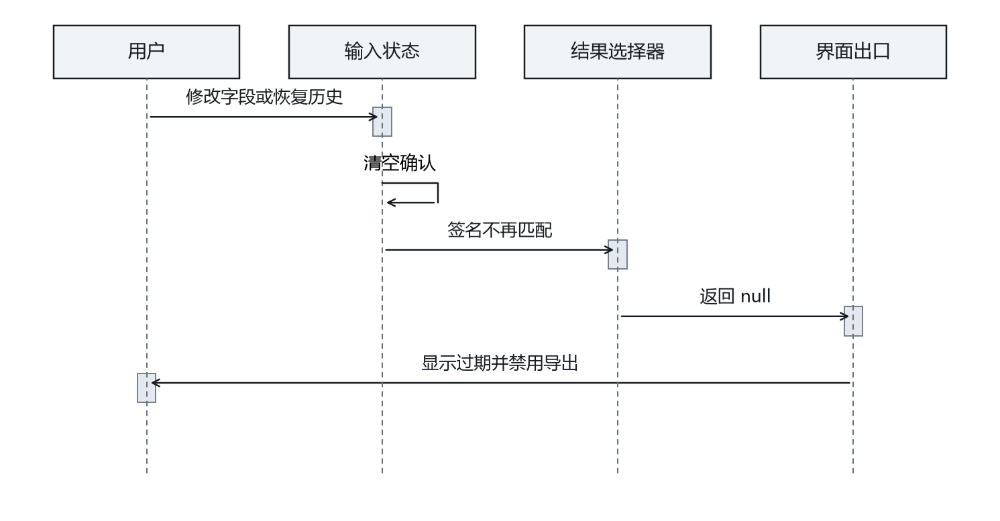 用户
输入状态
结果选择器
界面出口
修改字段或恢复历史
清空确认
签名不再匹配
返回 null
显示过期并禁用导出